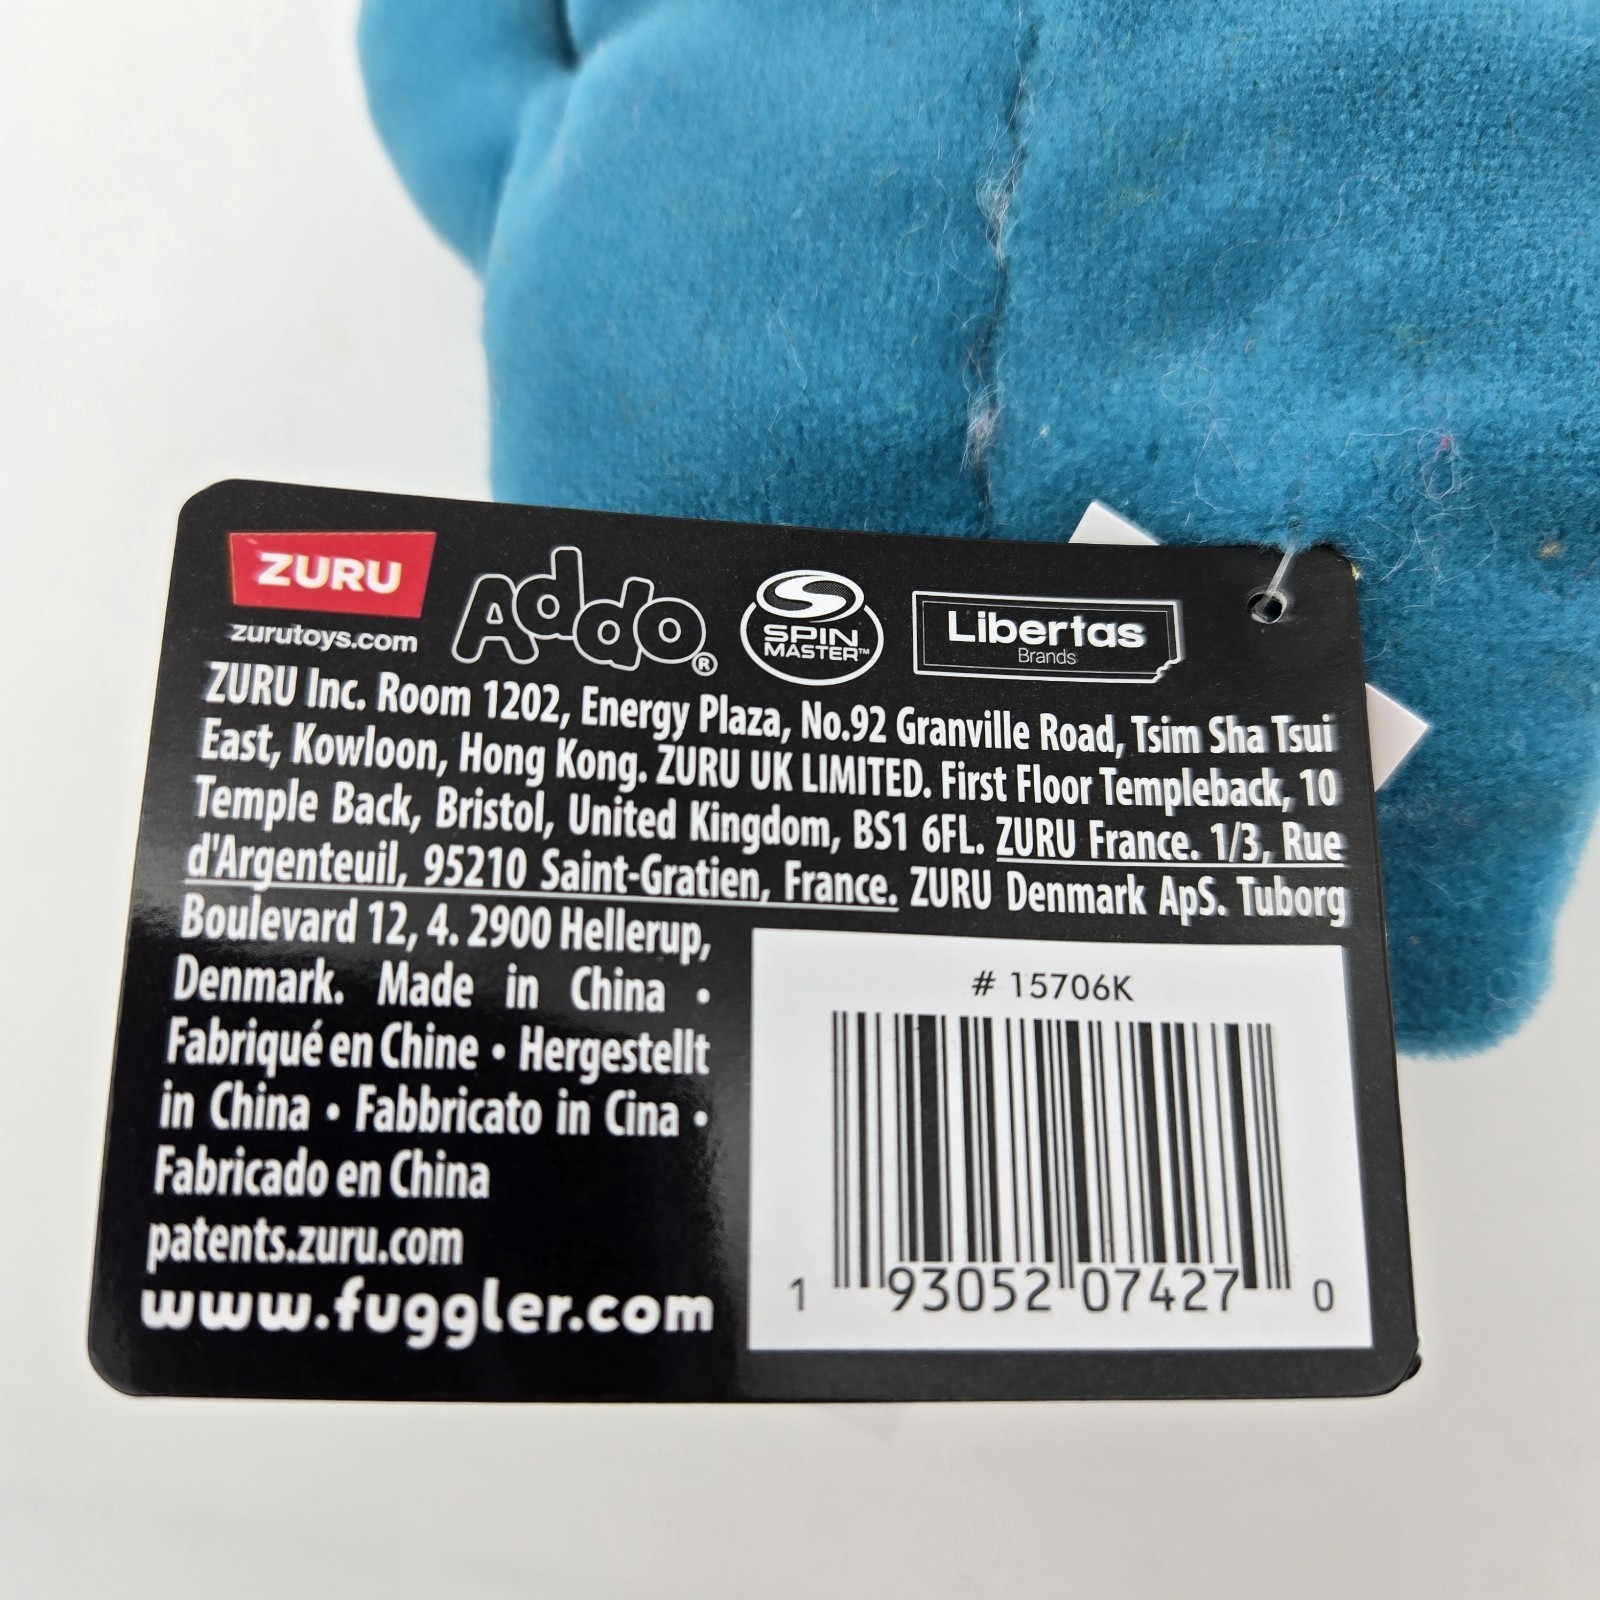 ZURU
zurutoys.com
Addo®
SPIN
MASTER™
Libertas
Brands
ZURU Inc. Room 1202, Energy Plaza, No.92 Granville Road, Tsim Sha Tsui
East, Kowloon, Hong Kong. ZURU UK LIMITED. First Floor Templeback, 10
Temple Back, Bristol, United Kingdom, BS1 6FL. ZURU France. 1/3, Rue
d'Argenteuil, 95210 Saint-Gratien, France. ZURU Denmark ApS. Tuborg
Boulevard 12, 4. 2900 Hellerup,
Denmark. Made in China •
Fabriqué en Chine • Hergestellt
in China • Fabbricato in Cina •
Fabricado en China
patents.zuru.com
www.fuggler.com
# 15706K
1 93052 07427 0